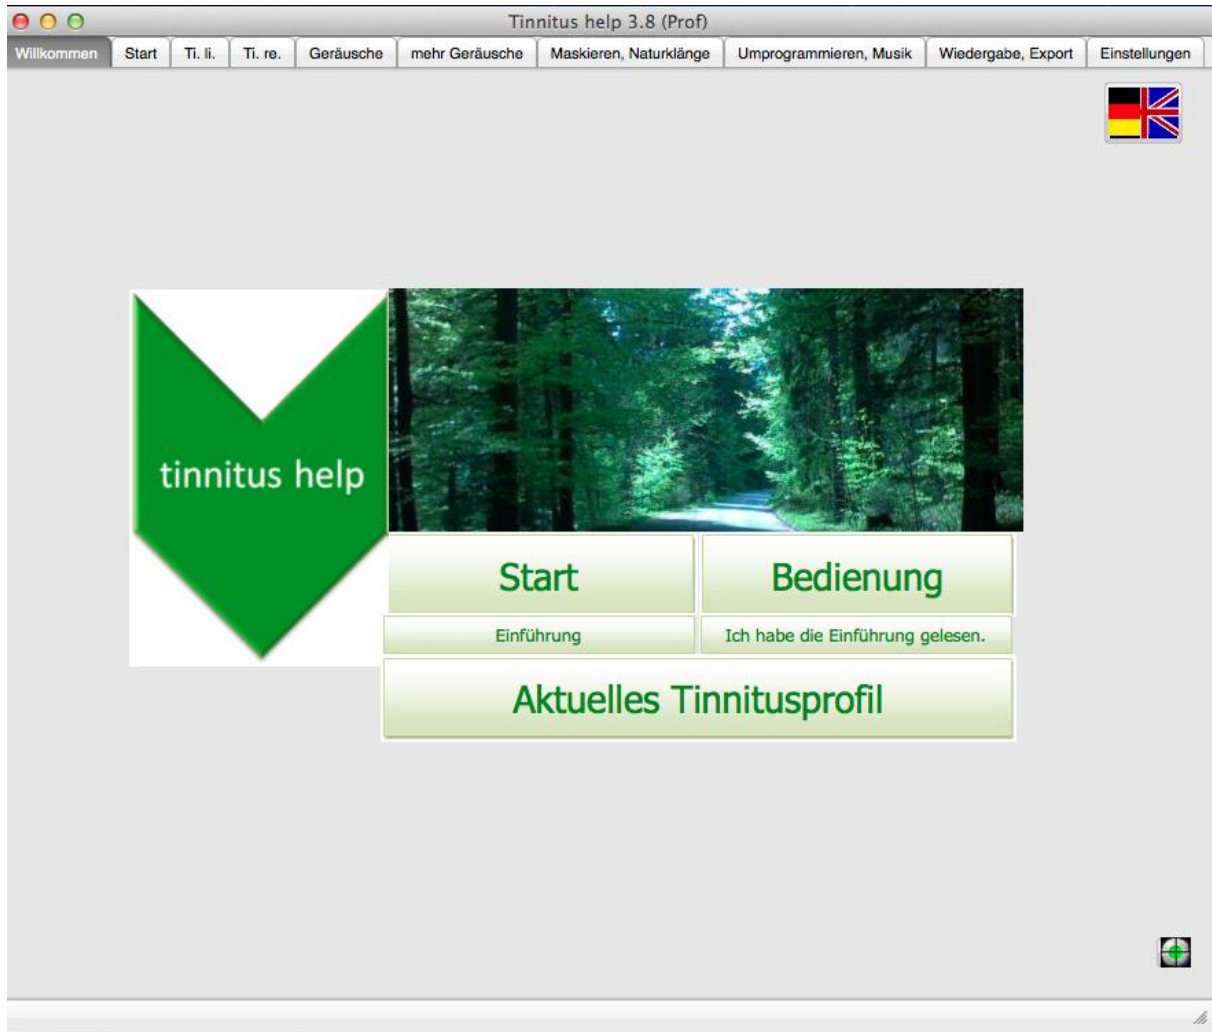 Tinnitus help 3.8 (Prof)
Willkommen Start Ti. li. Ti. re. Geräusche mehr Geräusche Maskieren, Naturklänge Umprogrammieren, Musik Wiedergabe, Export Einstellungen
tinnitus help
Start Bedienung
Einführung Ich habe die Einführung gelesen.
Aktuelles Tinnitusprofil